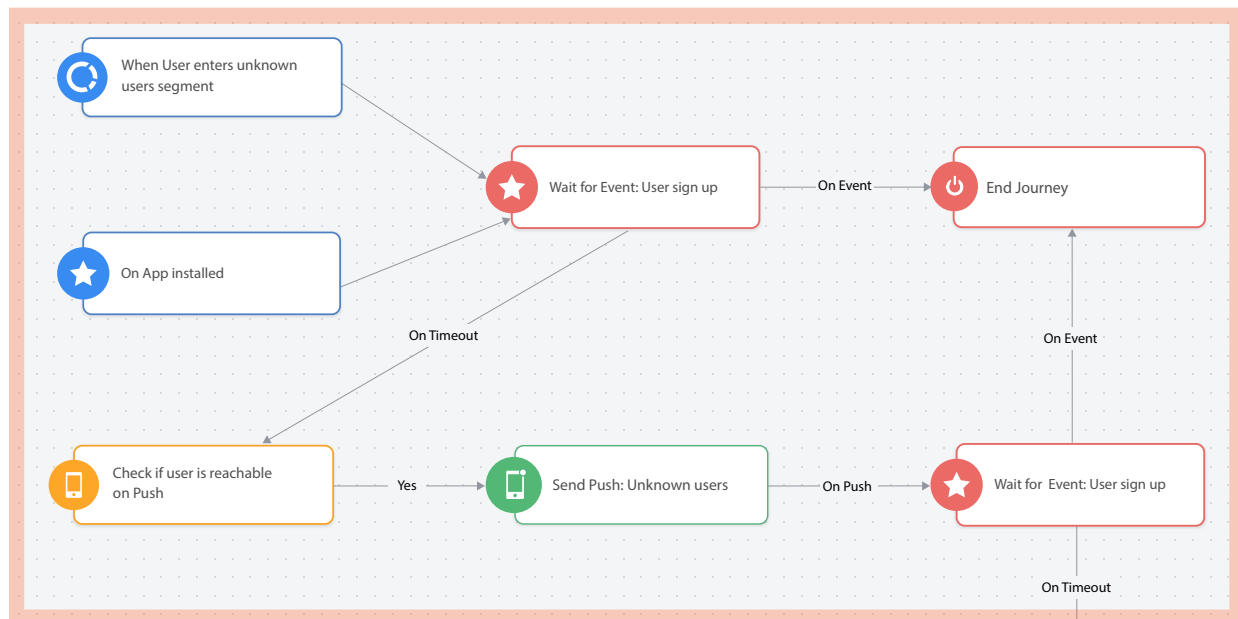 When User enters unknown
users segment
Wait for Event: User sign up
On Event
End Journey
On App installed
On Timeout
On Event
Check if user is reachable
on Push
Yes
Send Push: Unknown users
On Push
Wait for  Event: User sign up
On Timeout